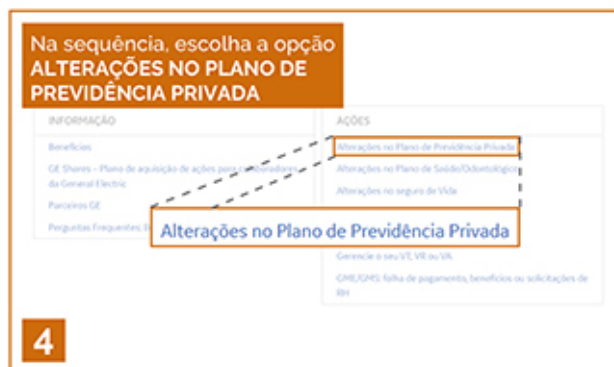 Na sequência, escolha a opção
ALTERAÇÕES NO PLANO DE
PREVIDÊNCIA PRIVADA
INFORMAÇÃO
Benefícios
GE Shares – Plano de aquisição de ações para colaboradores
da General Electric
Parceiros GE
Perguntas Frequentes:
AÇÕES
Alterações no Plano de Previdência Privada
Alterações no Plano de Saúde/Odontológico
Alterações no seguro de Vida
Alterações no Plano de Previdência Privada
Gerencie o seu VT, VR ou VA
GME/GMS: folha de pagamento, benefícios ou solicitações de
RH
4